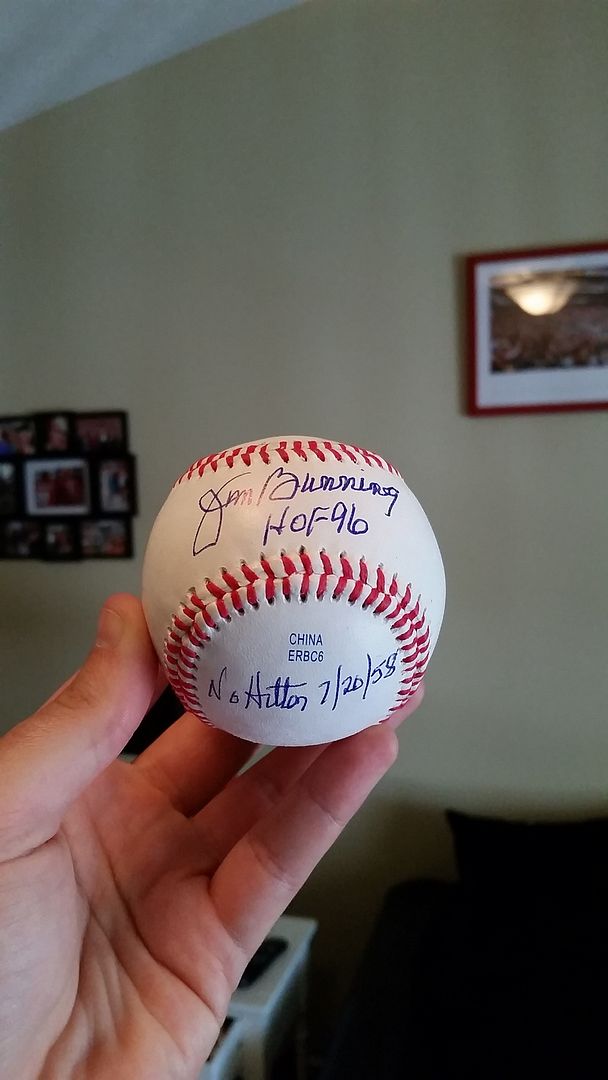 Jim Bunning
HOF 96
CHINA
ERBC6
No Hitter 7/20/58